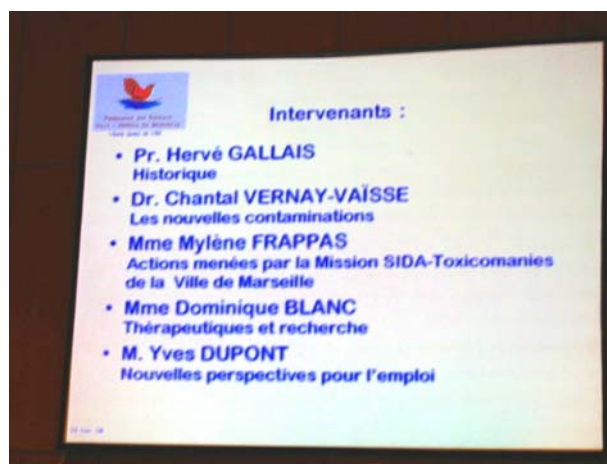 Intervenants :
• Pr. Hervé GALLAIS
Historique
• Dr. Chantal VERNAY-VAÏSSE
Les nouvelles contaminations
• Mme Mylène FRAPPAS
Actions menées par la Mission SIDA-Toxicomanies
de la Ville de Marseille
• Mme Dominique BLANC
Thérapeutiques et recherche
• M. Yves DUPONT
Nouvelles perspectives pour l'emploi